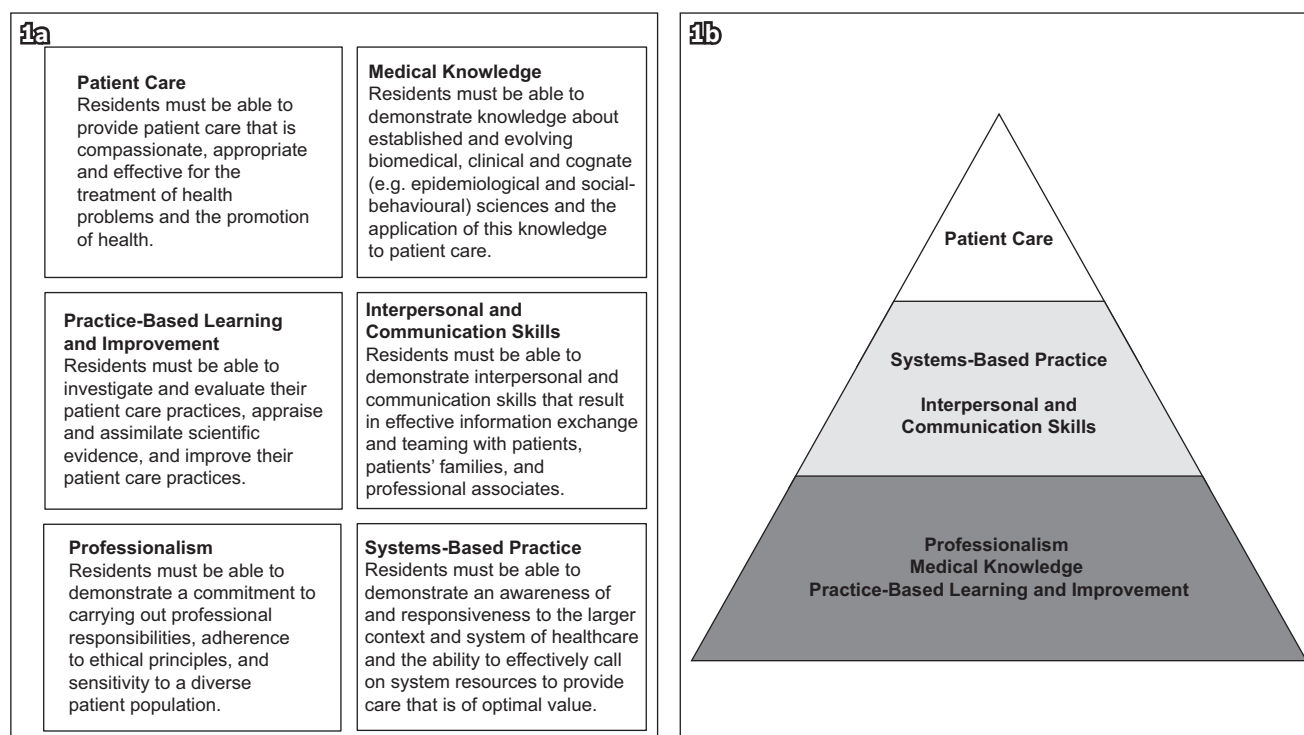 1a
Patient Care
Residents must be able to
provide patient care that is
compassionate, appropriate
and effective for the
treatment of health
problems and the promotion
of health.
Medical Knowledge
Residents must be able to
demonstrate knowledge about
established and evolving
biomedical, clinical and cognate
(e.g. epidemiological and social-
behavioural) sciences and the
application of this knowledge
to patient care.
Practice-Based Learning
and Improvement
Residents must be able to
investigate and evaluate their
patient care practices, appraise
and assimilate scientific
evidence, and improve their
patient care practices.
Interpersonal and
Communication Skills
Residents must be able to
demonstrate interpersonal and
communication skills that result
in effective information exchange
and teaming with patients,
patients’ families, and
professional associates.
Professionalism
Residents must be able to
demonstrate a commitment to
carrying out professional
responsibilities, adherence
to ethical principles, and
sensitivity to a diverse
patient population.
Systems-Based Practice
Residents must be able to
demonstrate an awareness of
and responsiveness to the larger
context and system of healthcare
and the ability to effectively call
on system resources to provide
care that is of optimal value.
1b
Patient Care
Systems-Based Practice
Interpersonal and
Communication Skills
Professionalism
Medical Knowledge
Practice-Based Learning and Improvement